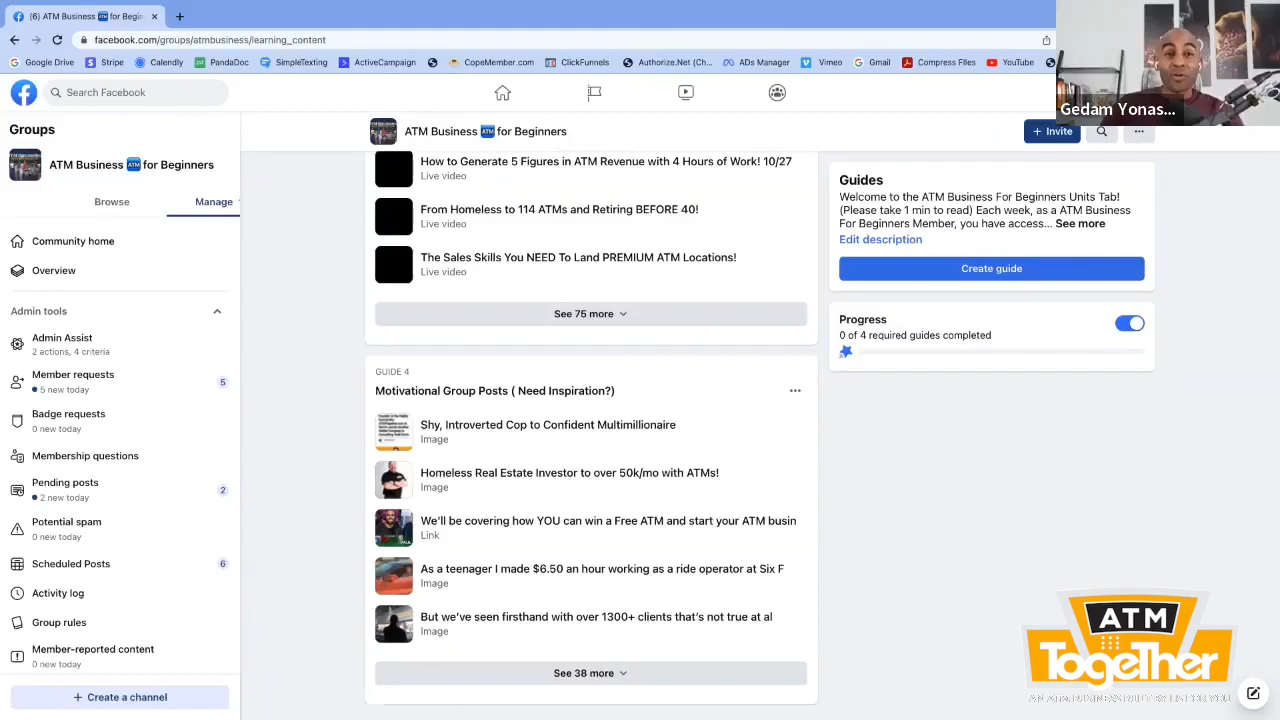 (6) ATM Business 🏧 for Beginners
facebook.com/groups/atmbusiness/learning_content
Google Drive
Stripe
Calendly
PandaDoc
SimpleTexting
ActiveCampaign
CopeMember.com
ClickFunnels
Authorize.Net (Ch...
ADs Manager
Vimeo
Gmail
Compress FIles
YouTube
Gedam Yonas...
Search Facebook
Groups
ATM Business 🏧 for Beginners
Browse
Manage
Community home
Overview
Admin tools
Admin Assist
2 actions, 4 criteria
Member requests
5 new today
5
Badge requests
0 new today
Membership questions
Pending posts
2 new today
2
Potential spam
0 new today
Scheduled Posts
6
Activity log
Group rules
Member-reported content
0 new today
+ Create a channel
ATM Business 🏧 for Beginners
+ Invite
How to Generate 5 Figures in ATM Revenue with 4 Hours of Work! 10/27
Live video
From Homeless to 114 ATMs and Retiring BEFORE 40!
Live video
The Sales Skills You NEED To Land PREMIUM ATM Locations!
Live video
See 75 more
GUIDE 4
Motivational Group Posts ( Need Inspiration?)
Shy, Introverted Cop to Confident Multimillionaire
Image
Homeless Real Estate Investor to over 50k/mo with ATMs!
Image
We'll be covering how YOU can win a Free ATM and start your ATM busin
Link
As a teenager I made $6.50 an hour working as a ride operator at Six F
Image
But we've seen firsthand with over 1300+ clients that's not true at al
Image
See 38 more
Guides
Welcome to the ATM Business For Beginners Units Tab!
(Please take 1 min to read) Each week, as a ATM Business
For Beginners Member, you have access... See more
Edit description
Create guide
Progress
0 of 4 required guides completed
ATM
Together
AN ATM BUSINESS BUILT BY US FOR YOU